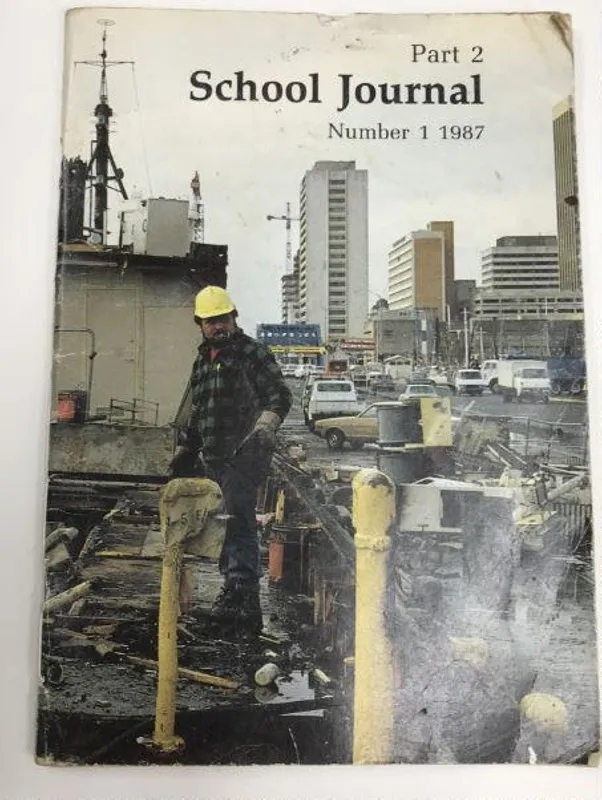 Part 2
School Journal
Number 1 1987